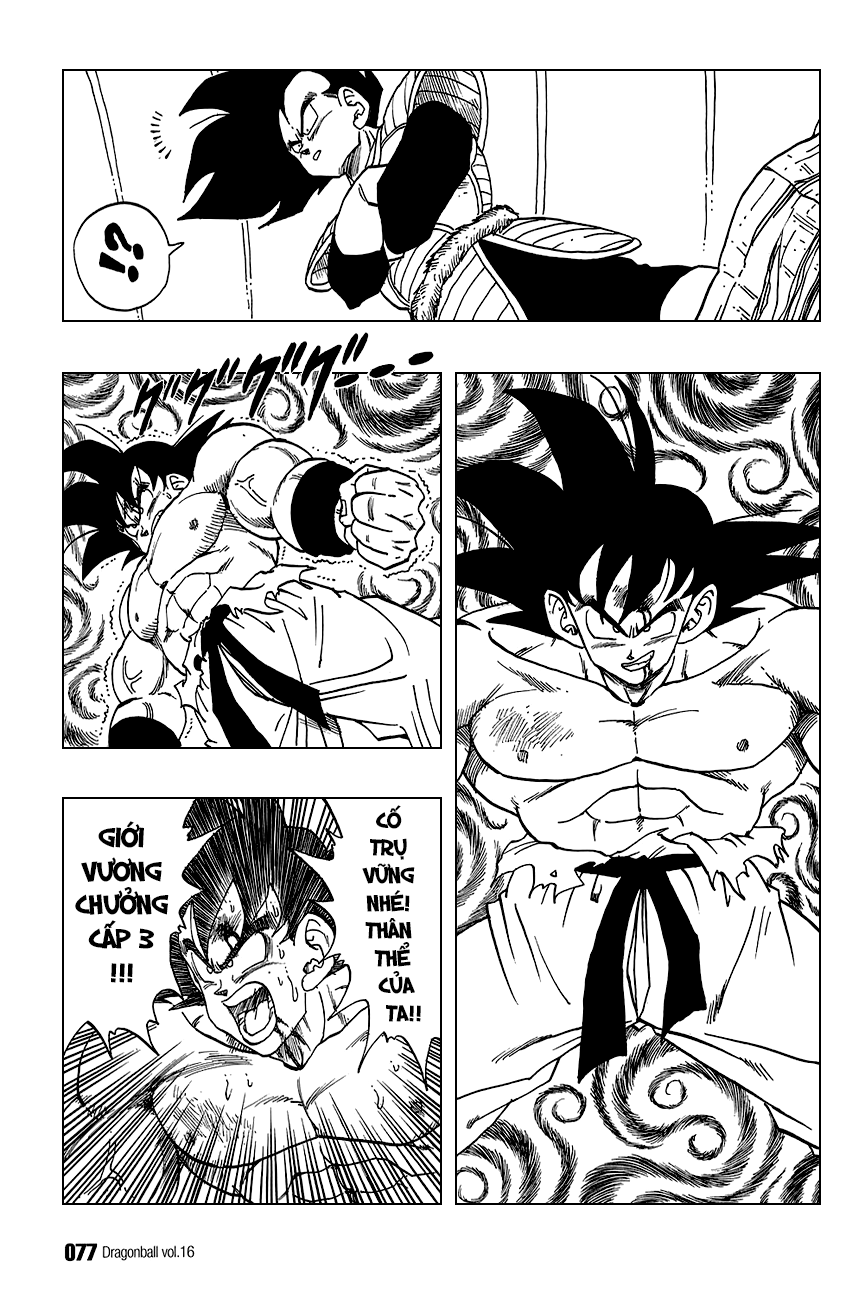 !?
グググググ…
CỐ
TRỤ
VỮNG
NHÉ!
THÂN
THỂ
CỦA
TA!!
GIỚI
VƯƠNG
CHƯỞNG
CẤP 3
!!!
077 Dragonball vol.16